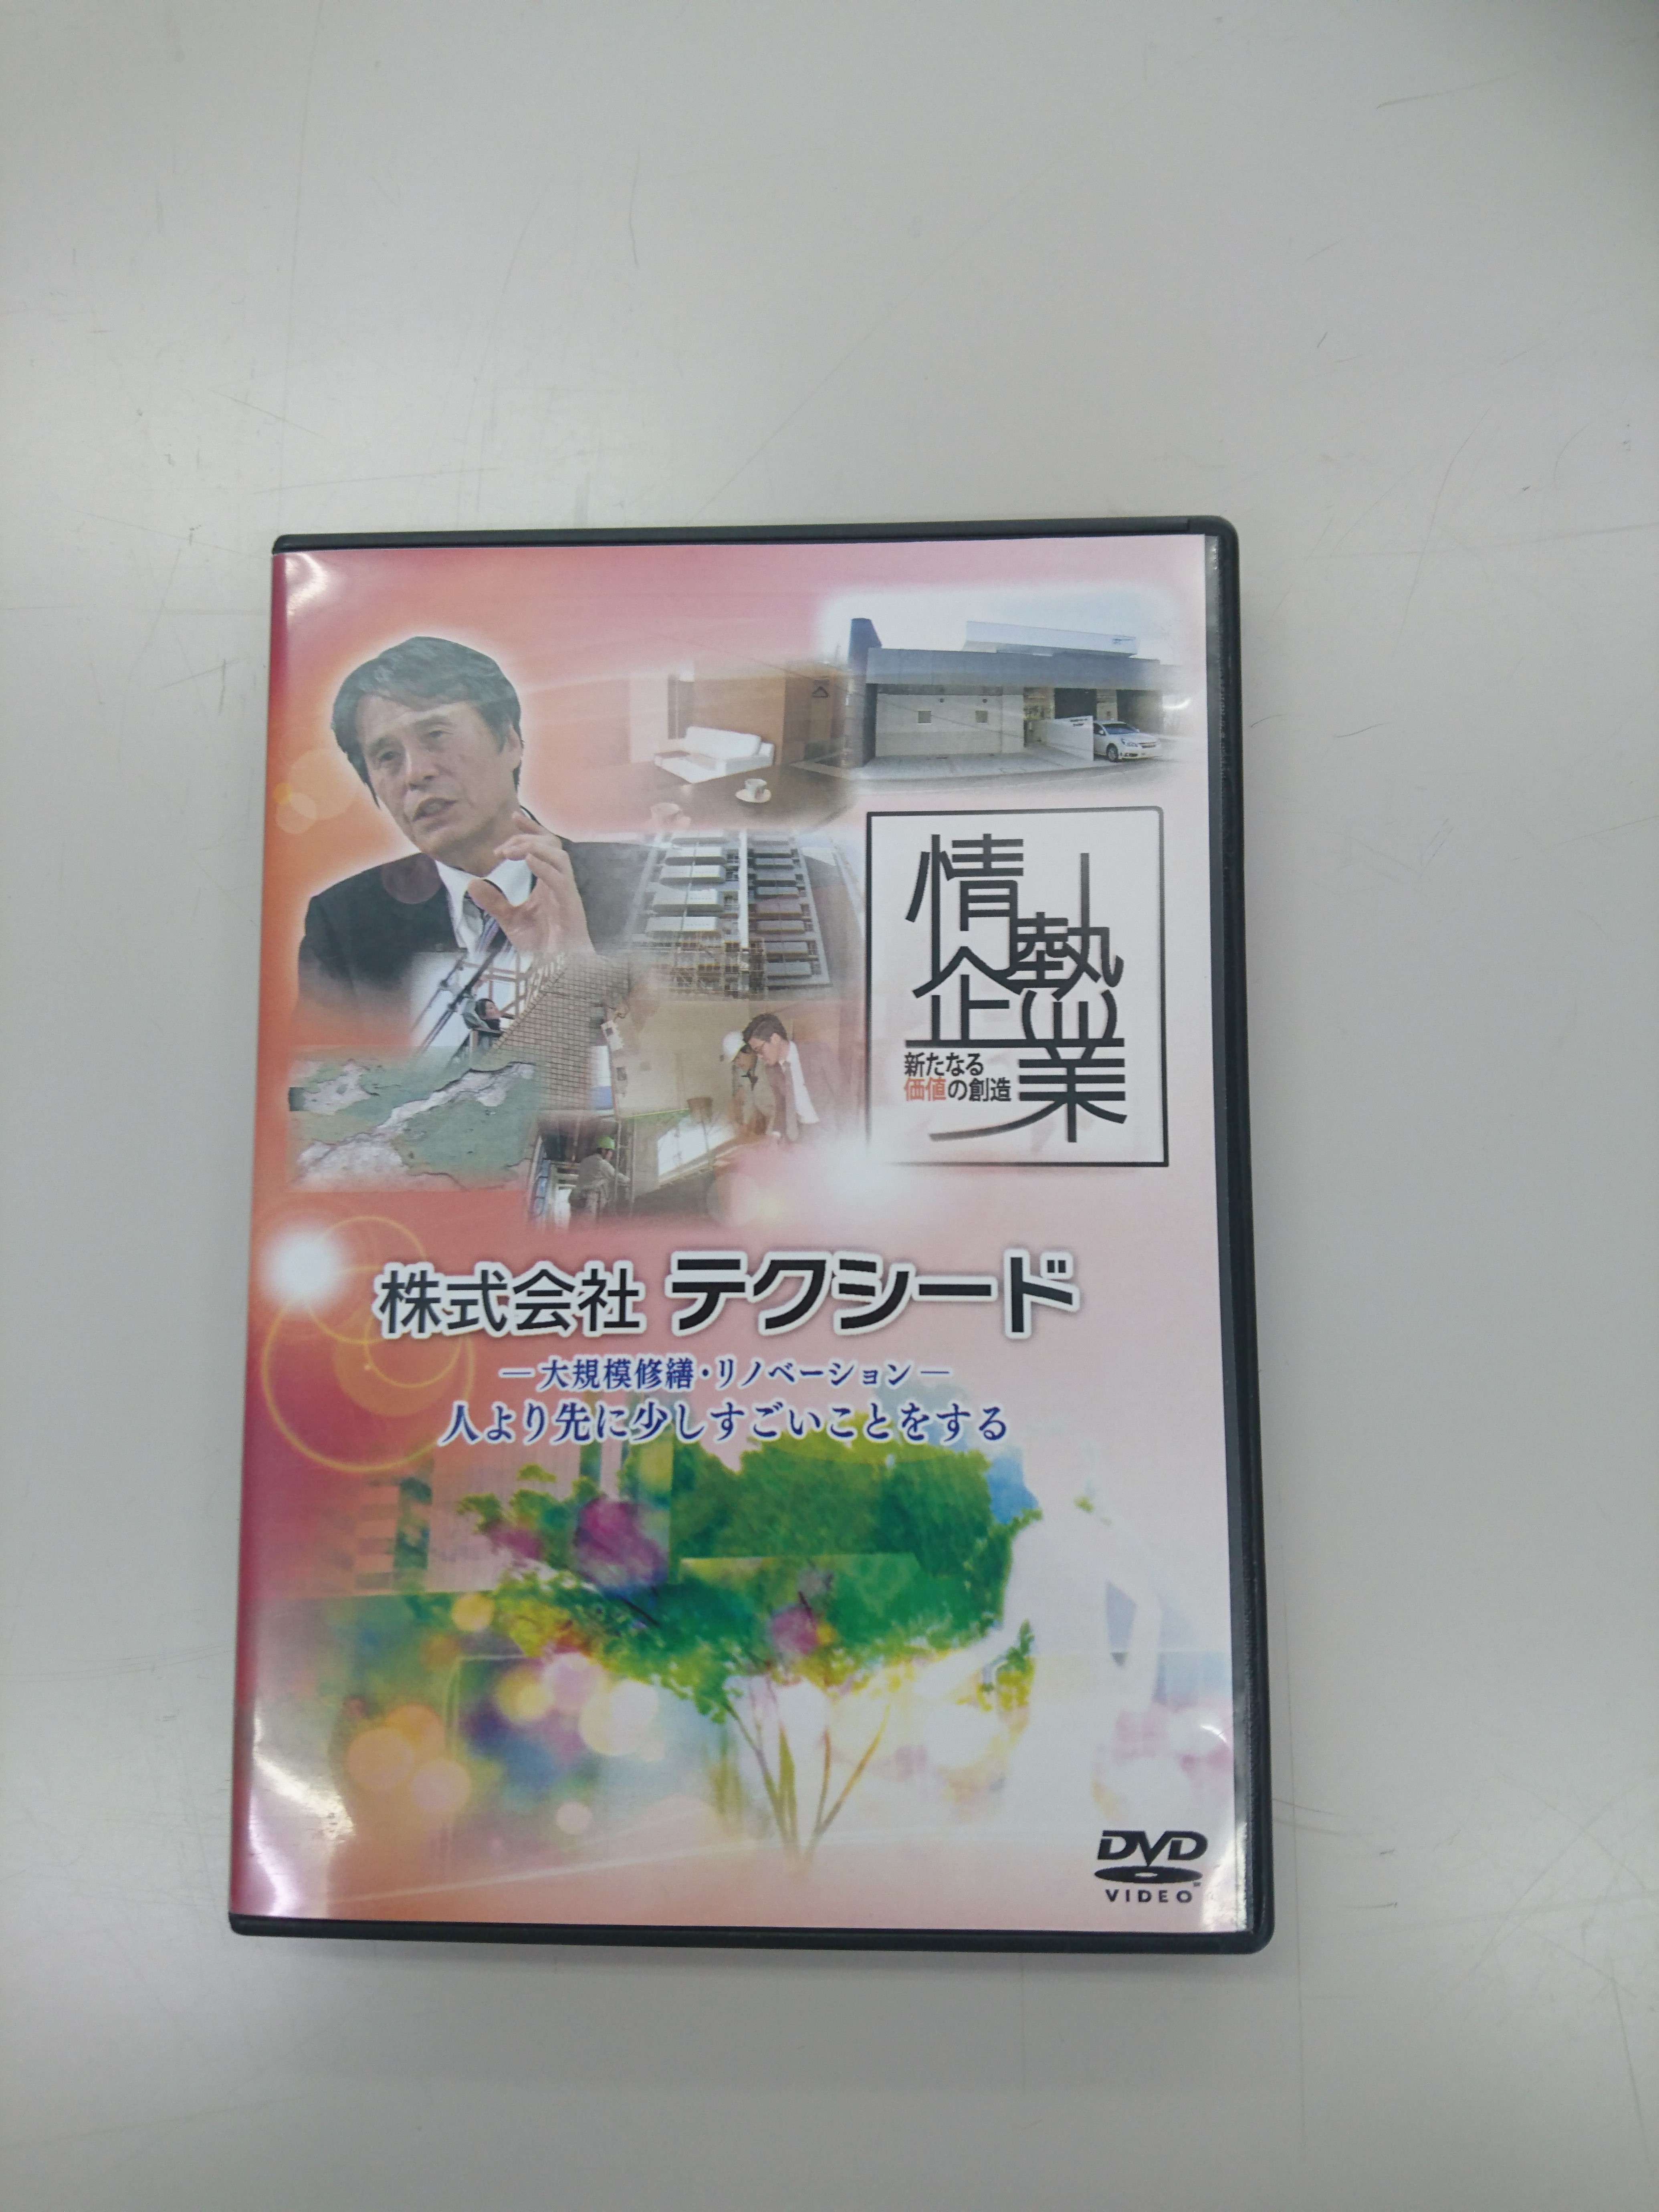 情熱
企業
新たなる
価値の創造
株式会社 テクシード
―大規模修繕・リノベーション―
人より先に少しすごいことをする
DVD
VIDEO